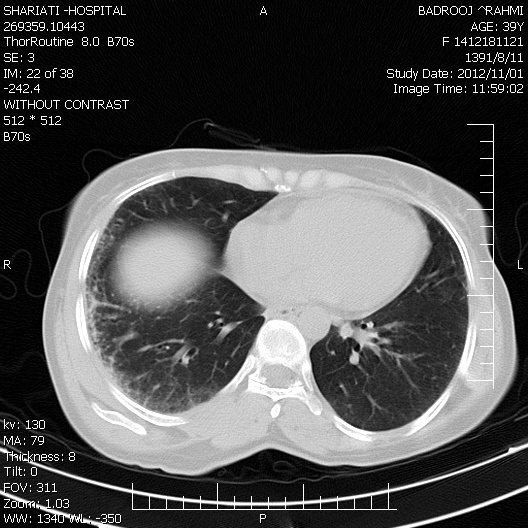 SHARIATI -HOSPITAL
269359.10443
ThorRoutine  8.0  B70s
SE: 3
IM: 22 of 38
-242.4
WITHOUT CONTRAST
512 * 512
B70s
A
BADROOJ ^RAHMI
AGE: 39Y
F 1412181121
1391/8/11
Study Date: 2012/11/01
Image Time: 11:59:02
R
L
kv: 130
MA: 79
Thickness: 8
Tilt: 0
FOV: 311
Zoom: 1.03
WW: 1340 WL: -350
P